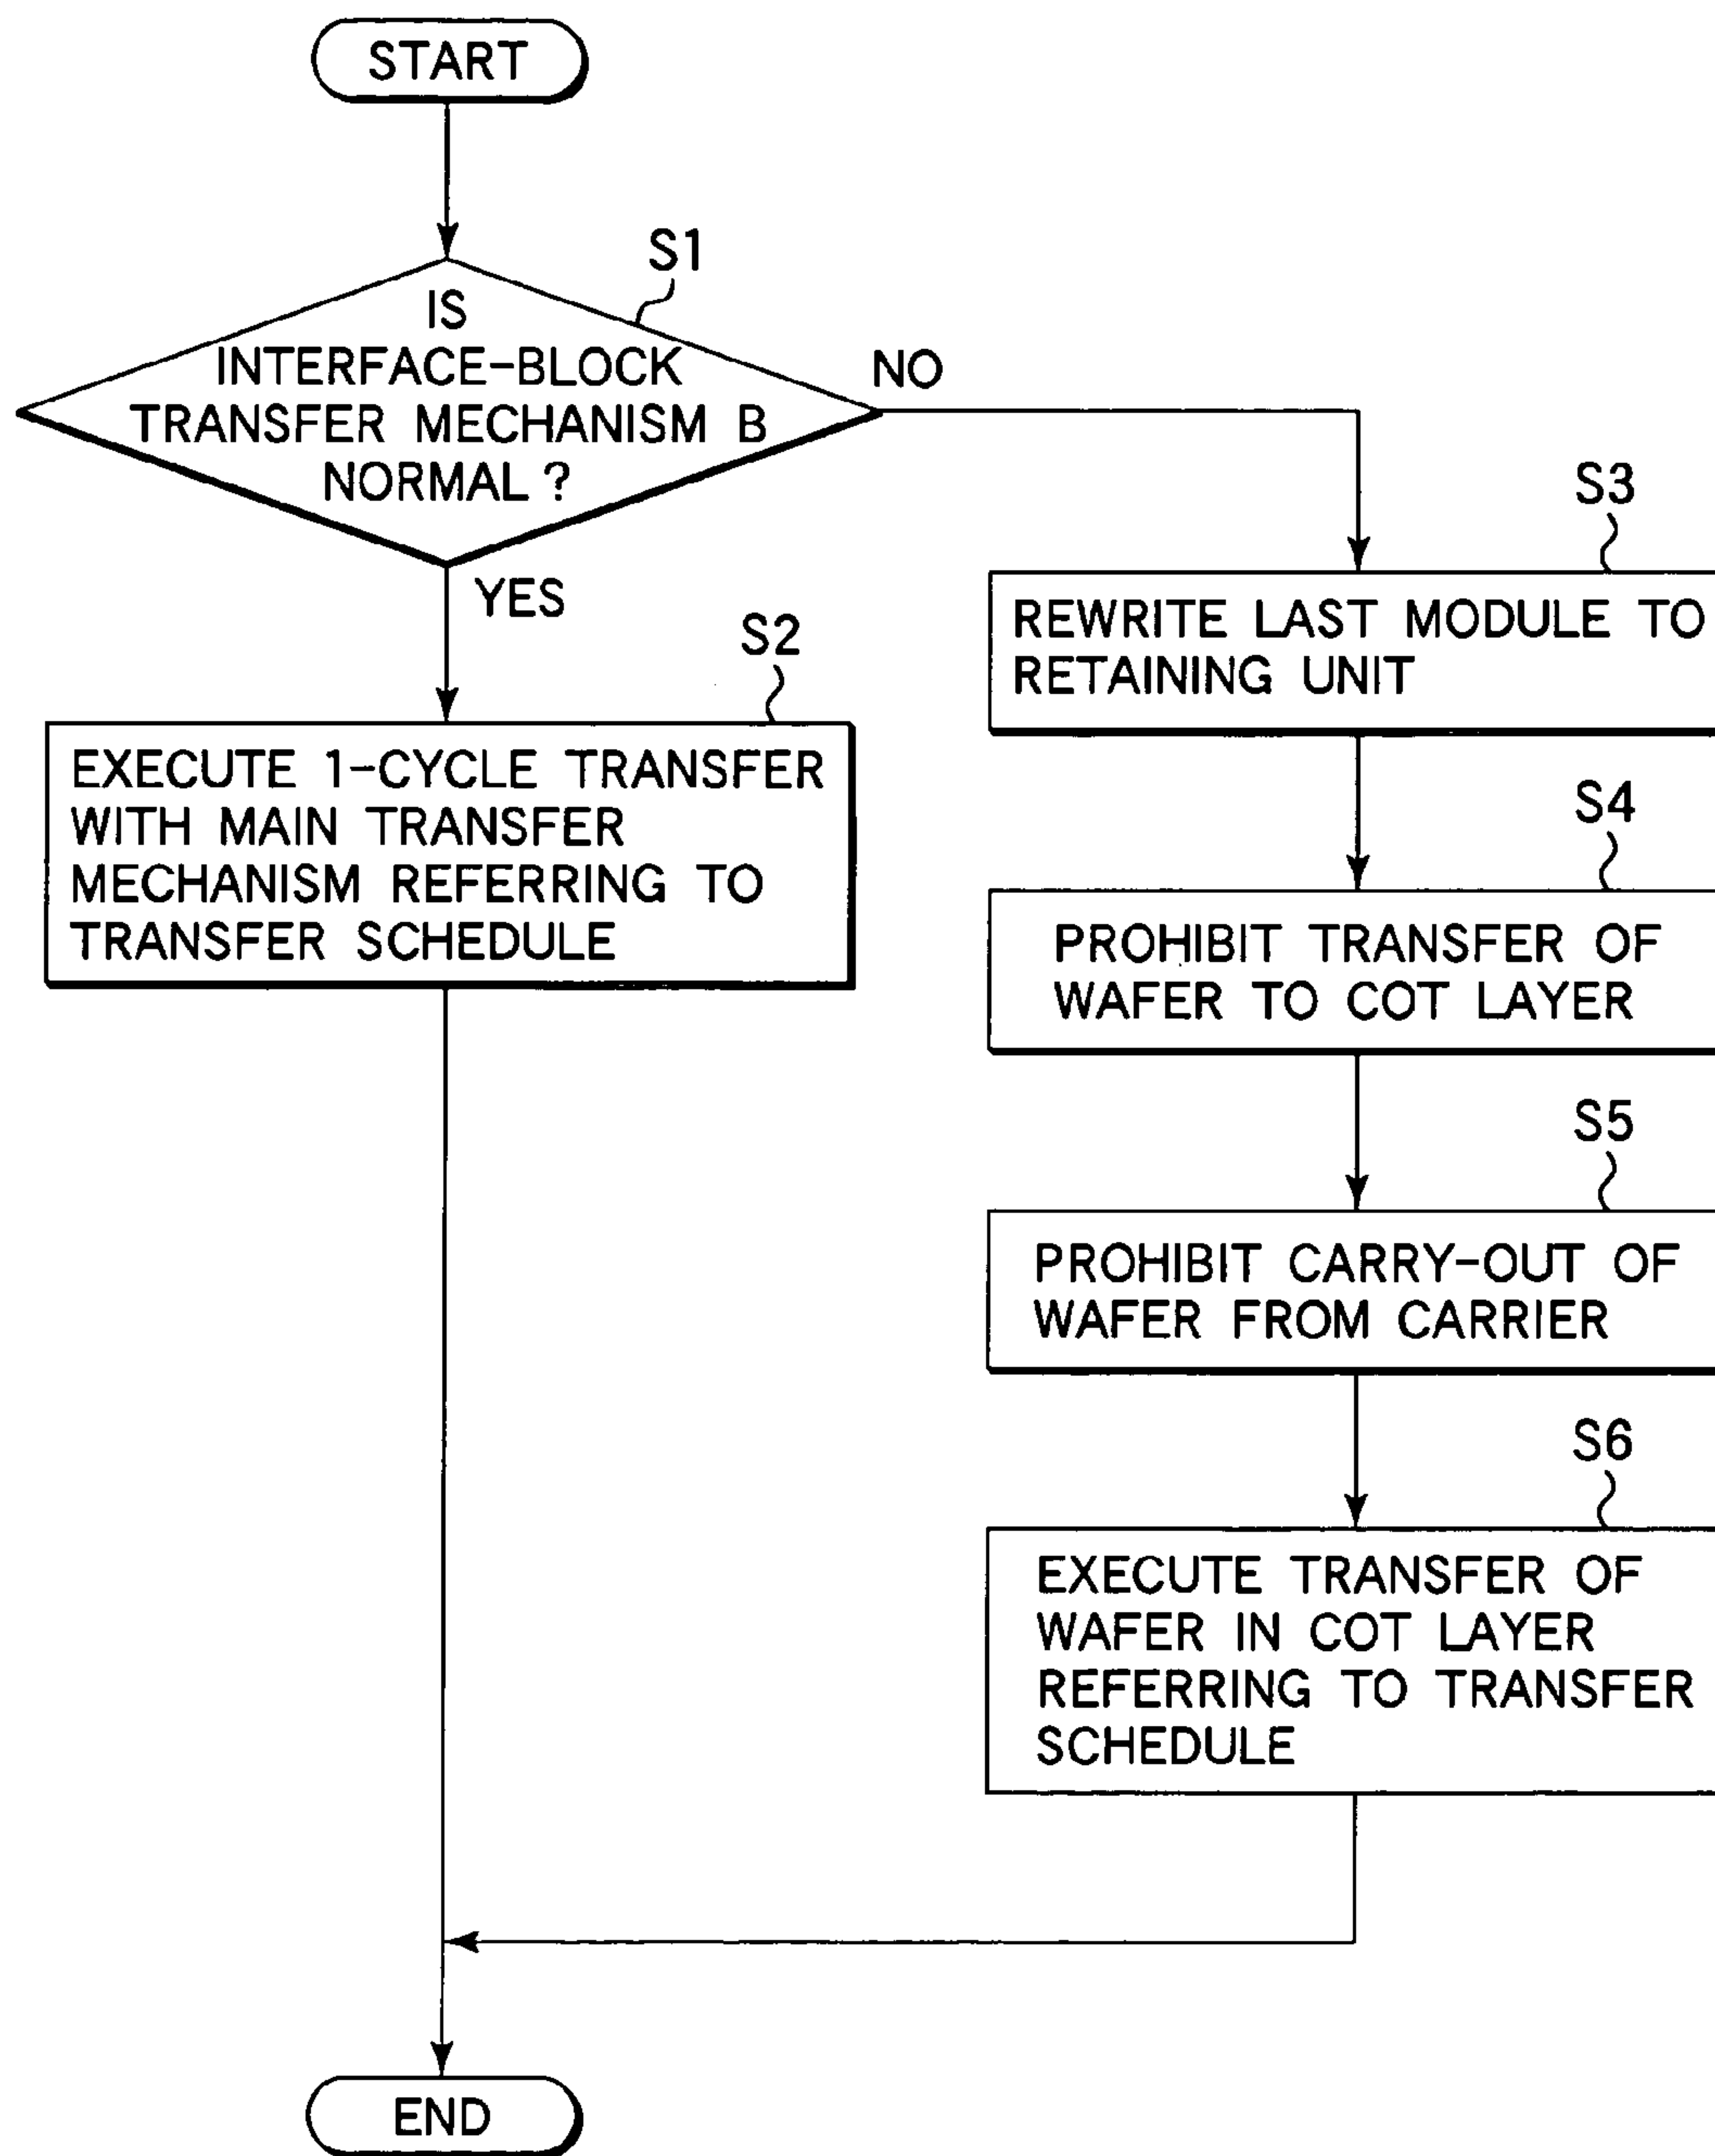 START
S1
IS
INTERFACE-BLOCK
TRANSFER MECHANISM B
NORMAL?
NO
YES
S2
EXECUTE 1-CYCLE TRANSFER
WITH MAIN TRANSFER
MECHANISM REFERRING TO
TRANSFER SCHEDULE
S3
REWRITE LAST MODULE TO
RETAINING UNIT
S4
PROHIBIT TRANSFER OF
WAFER TO COT LAYER
S5
PROHIBIT CARRY-OUT OF
WAFER FROM CARRIER
S6
EXECUTE TRANSFER OF
WAFER IN COT LAYER
REFERRING TO TRANSFER
SCHEDULE
END